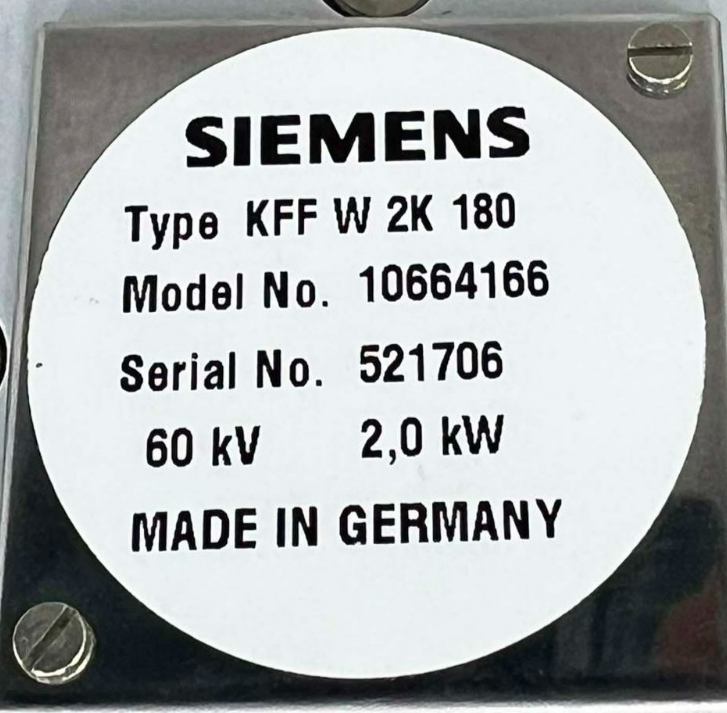 SIEMENS
Type KFF W 2K 180
Model No. 10664166
Serial No. 521706
60 kV 2,0 kW
MADE IN GERMANY